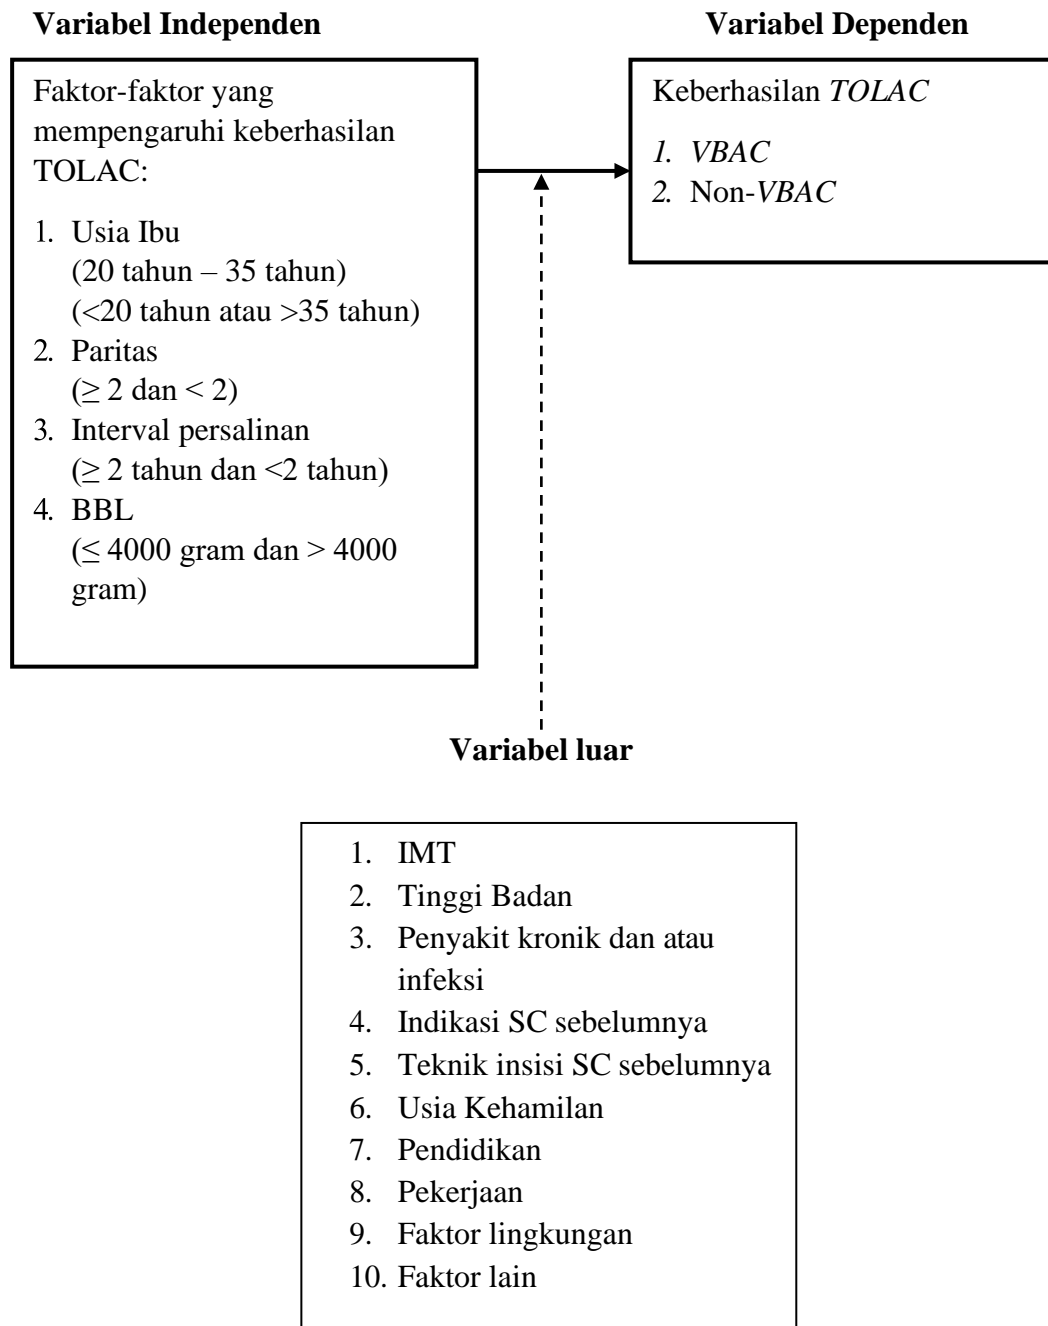 Variabel Independen
Variabel Dependen
Faktor-faktor yang
mempengaruhi keberhasilan
TOLAC:
1. Usia Ibu
(20 tahun – 35 tahun)
(<20 tahun atau >35 tahun)
2. Paritas
(≥ 2 dan < 2)
3. Interval persalinan
(≥ 2 tahun dan <2 tahun)
4. BBL
(≤ 4000 gram dan > 4000
gram)
Keberhasilan TOLAC
1. VBAC
2. Non-VBAC
Variabel luar
1. IMT
2. Tinggi Badan
3. Penyakit kronik dan atau
infeksi
4. Indikasi SC sebelumnya
5. Teknik insisi SC sebelumnya
6. Usia Kehamilan
7. Pendidikan
8. Pekerjaan
9. Faktor lingkungan
10. Faktor lain